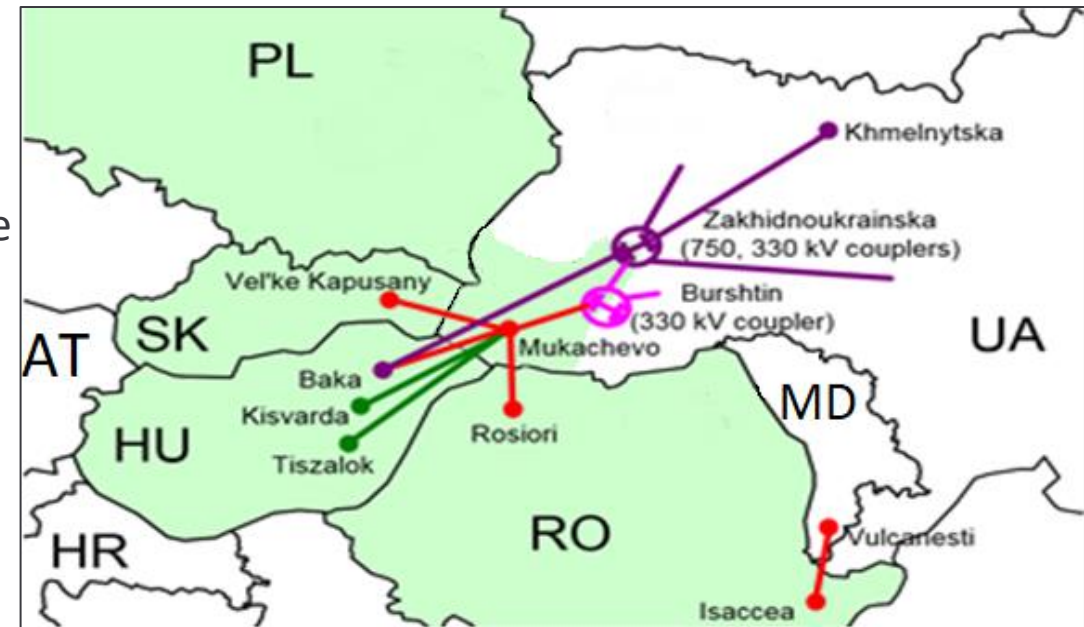 PL
Khmelnytska
e
Zakhidnoukrainska
(750, 330 kV couplers)
Vel'ke Kapusany
Burshtin
(330 kV coupler)
SK
UA
AT
Mukachevo
Baka
MD
Kisvarda
Rosiori
HU
Tiszalok
RO
HR
Vulcanesti
Isaccea